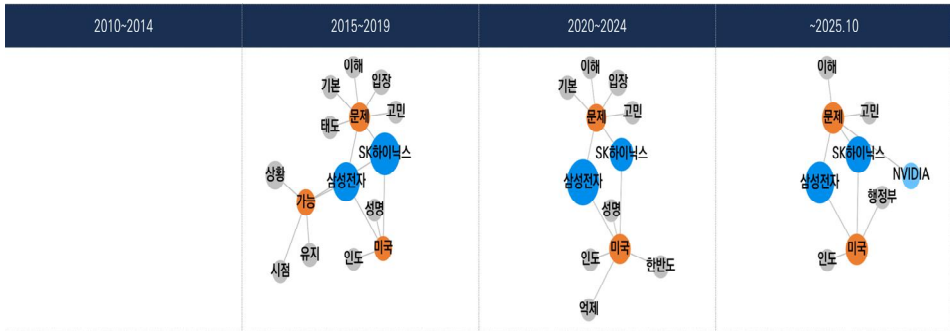 2010~2014
2015~2019
2020~2024
~2025.10
이해
기본
입장
문제
고민
태도
SK하이닉스
상황
삼성전자
가능
성명
미국
유지
인도
시점
이해
기본
입장
문제
고민
SK하이닉스
삼성전자
성명
미국
인도
한반도
억제
이해
문제
고민
SK하이닉스
NVIDIA
삼성전자
행정부
미국
인도